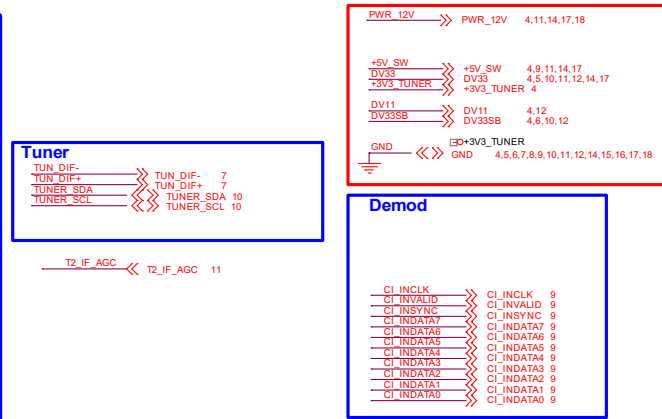 PWR_12V PWR_12V 4,11,14,17,18
+5V_SW +5V_SW 4,9,11,14,17
DV33 DV33 4,5,10,11,12,14,17
+3V3_TUNER +3V3_TUNER 4
DV11 DV11 4,12
DV33SB DV33SB 4,6,10,12
+3V3_TUNER
GND GND 4,5,6,7,8,9,10,11,12,14,15,16,17,18
Tuner
TUN_DIF- TUN_DIF- 7
TUN_DIF+ TUN_DIF+ 7
TUNER_SDA TUNER_SDA 10
TUNER_SCL TUNER_SCL 10
T2_IF_AGC T2_IF_AGC 11
Demod
CI_INCLK CI_INCLK 9
CI_INVALID CI_INVALID 9
CI_INSYNC CI_INSYNC 9
CI_INDATA7 CI_INDATA7 9
CI_INDATA6 CI_INDATA6 9
CI_INDATA5 CI_INDATA5 9
CI_INDATA4 CI_INDATA4 9
CI_INDATA3 CI_INDATA3 9
CI_INDATA2 CI_INDATA2 9
CI_INDATA1 CI_INDATA1 9
CI_INDATA0 CI_INDATA0 9